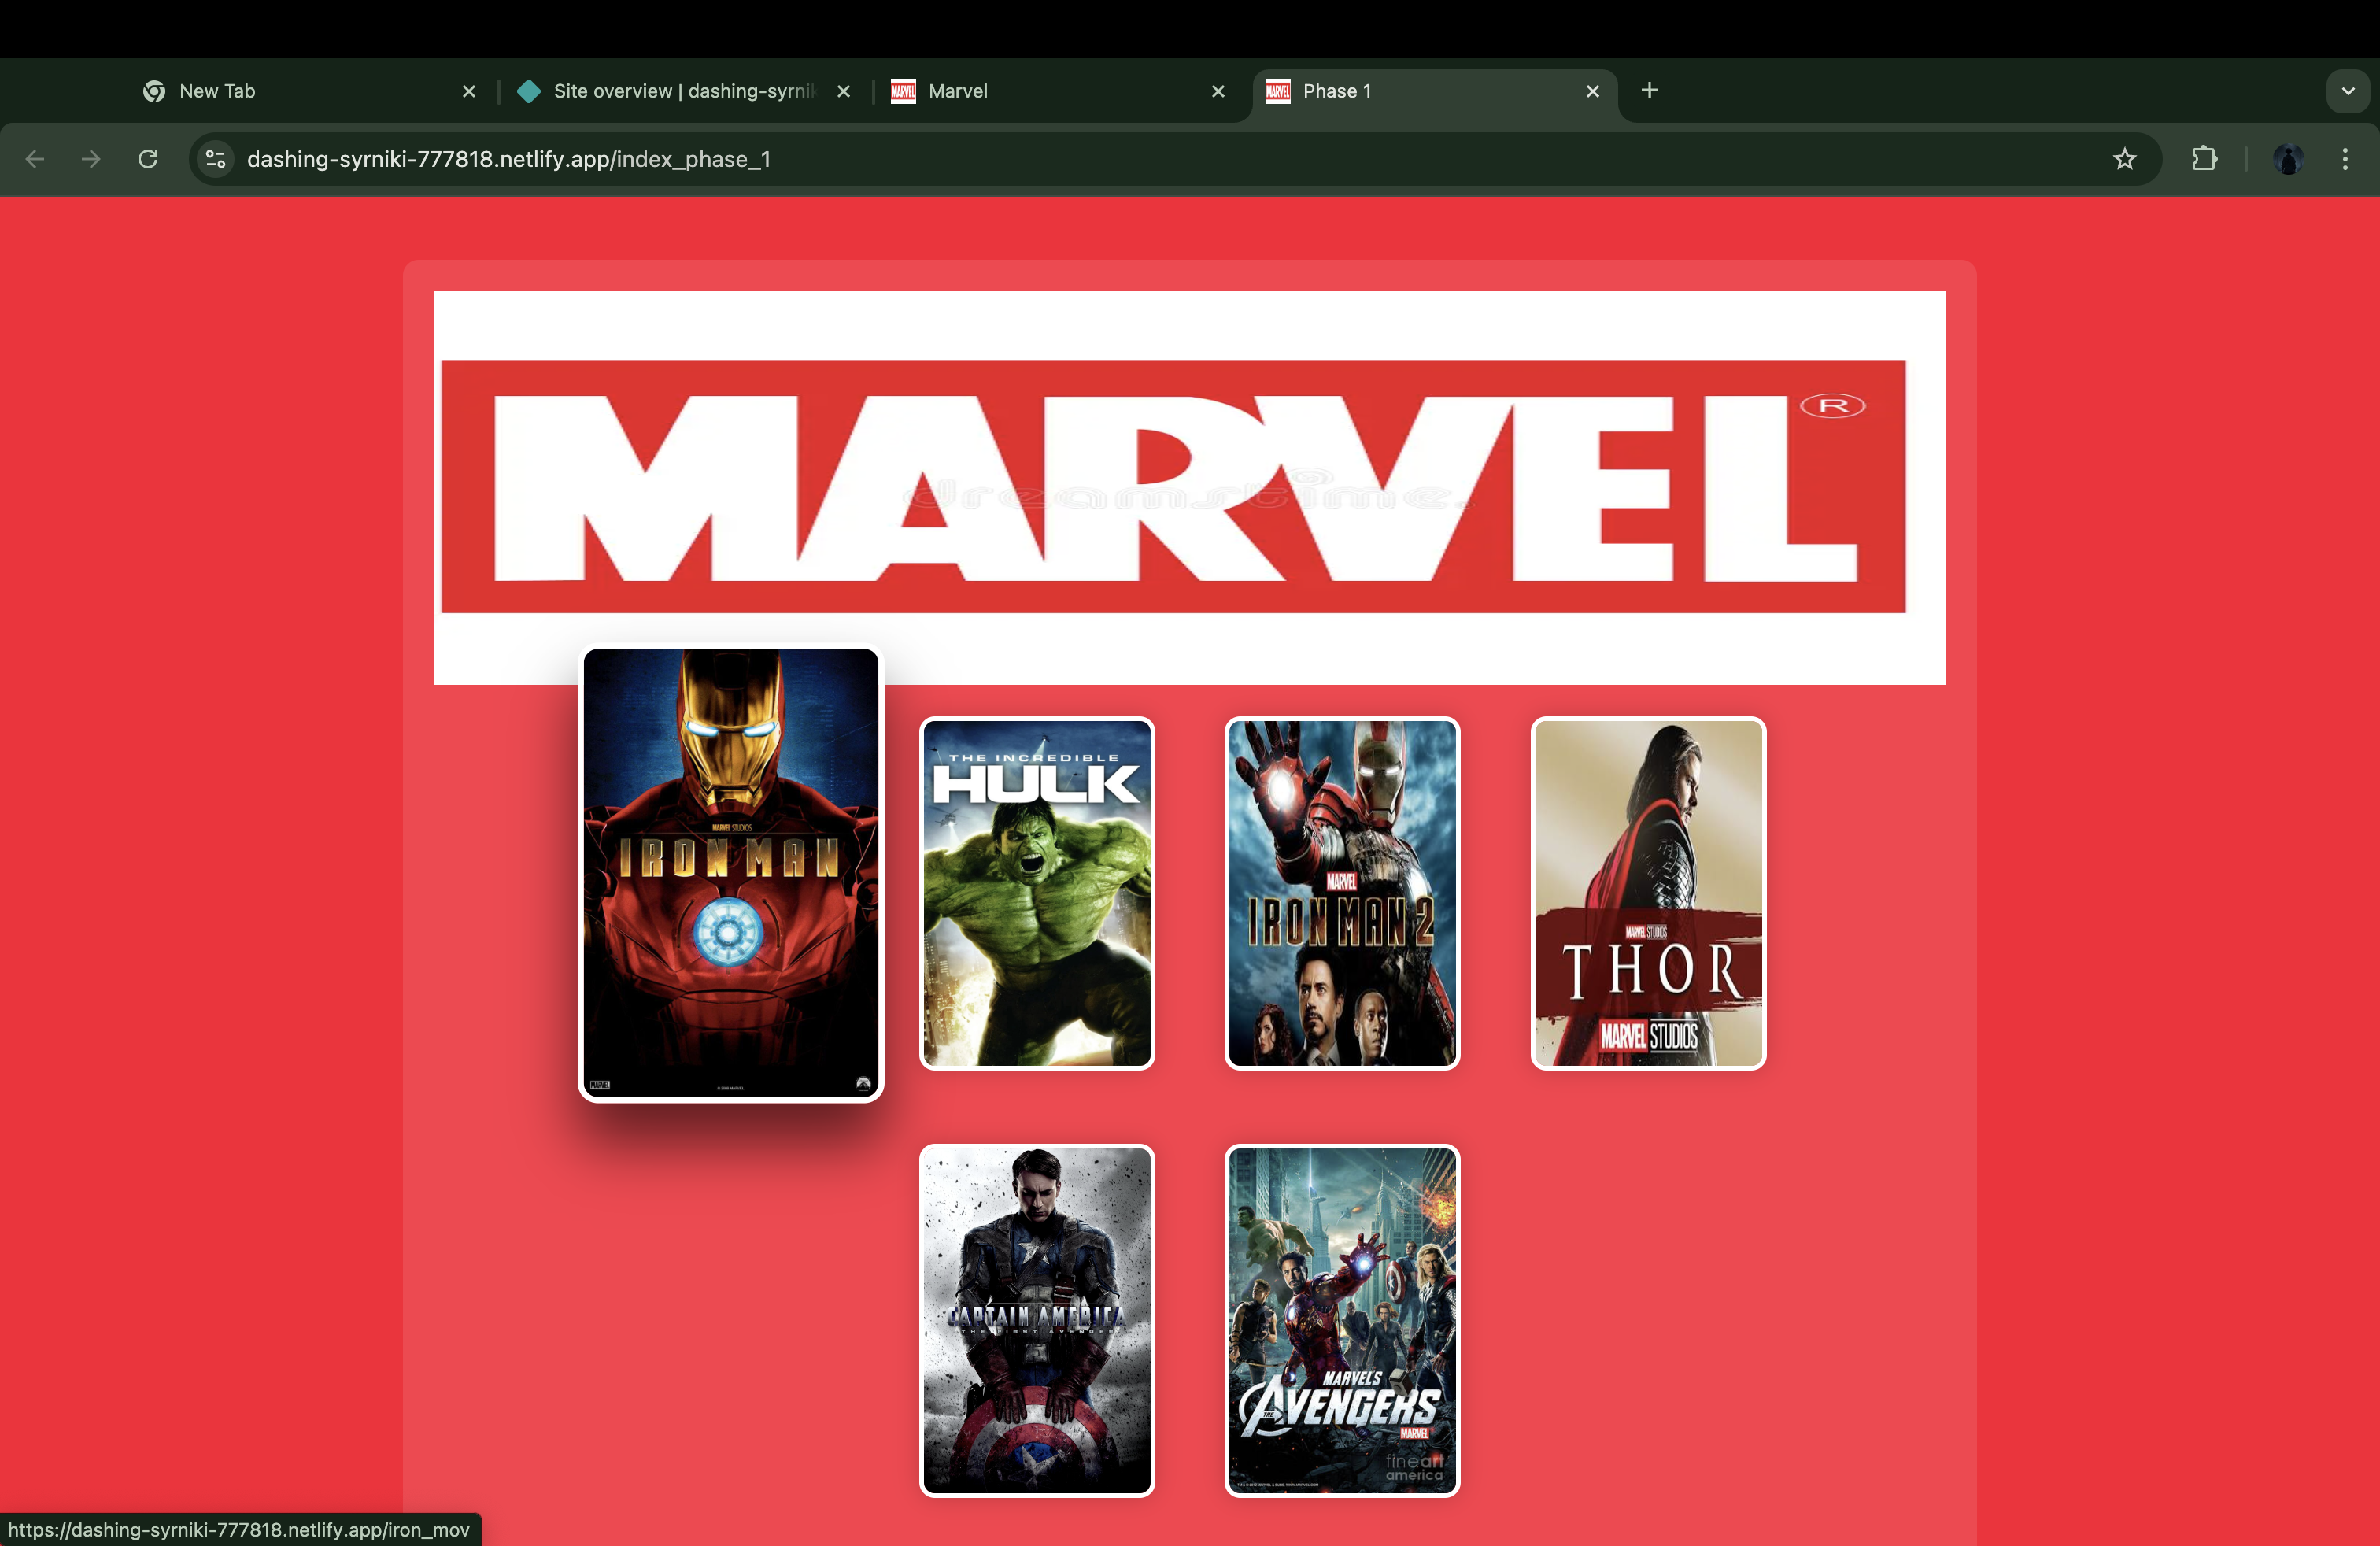 New Tab
Site overview | dashing-syrnik
Marvel
Phase 1
dashing-syrniki-777818.netlify.app/index_phase_1
MARVEL®
dreamstime.
MARVEL STUDIOS
IRON MAN
MARVEL
THE INCREDIBLE
HULK
MARVEL
IRON MAN 2
MARVEL STUDIOS
THOR
MARVEL STUDIOS
CAPTAIN AMERICA
THE FIRST AVENGER
MARVEL'S
THE AVENGERS
MARVEL
fineart
america
https://dashing-syrniki-777818.netlify.app/iron_mov